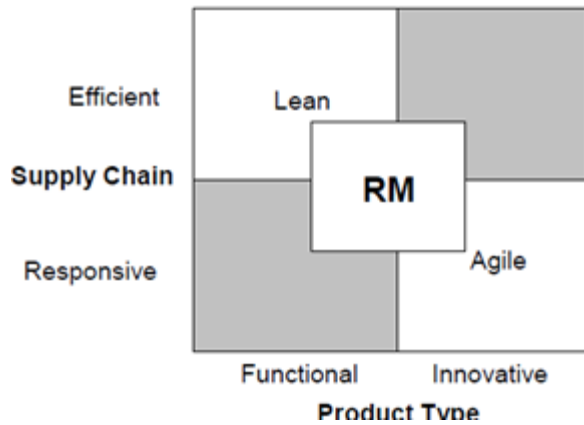 Efficient
Lean
Supply Chain
RM
Responsive
Agile
Functional Innovative
Product Type